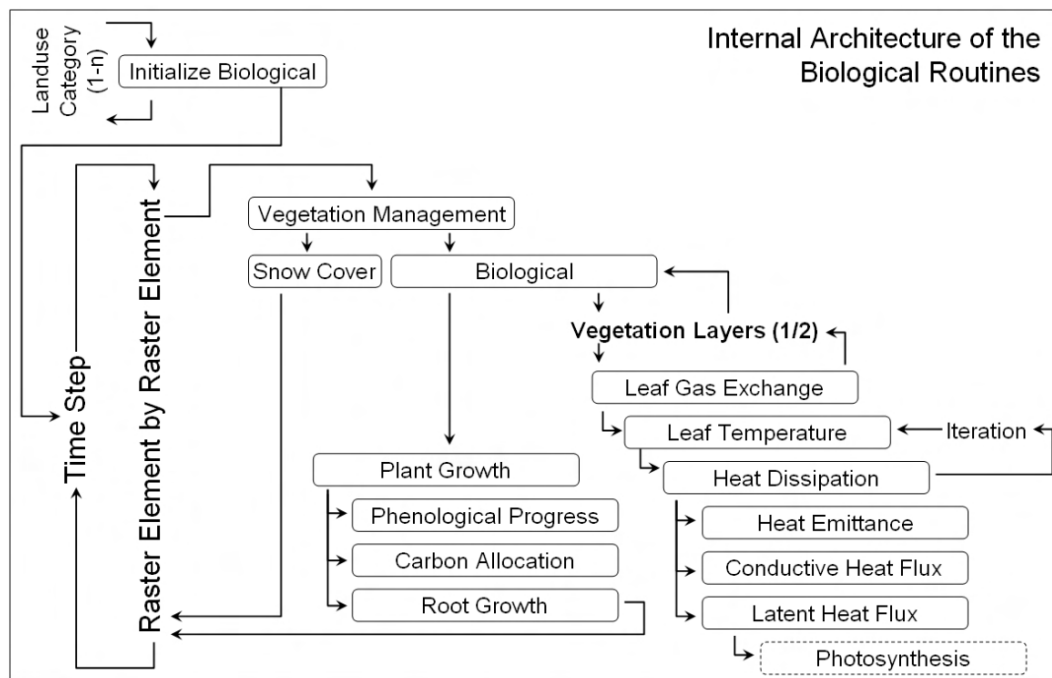 Internal Architecture of the
Biological Routines
Landuse
Category
(1-n)
Initialize Biological
Time Step
Raster Element by Raster Element
Vegetation Management
Snow Cover
Biological
Vegetation Layers (1/2)
Leaf Gas Exchange
Leaf Temperature
Iteration
Heat Dissipation
Plant Growth
Phenological Progress
Carbon Allocation
Root Growth
Heat Emittance
Conductive Heat Flux
Latent Heat Flux
Photosynthesis